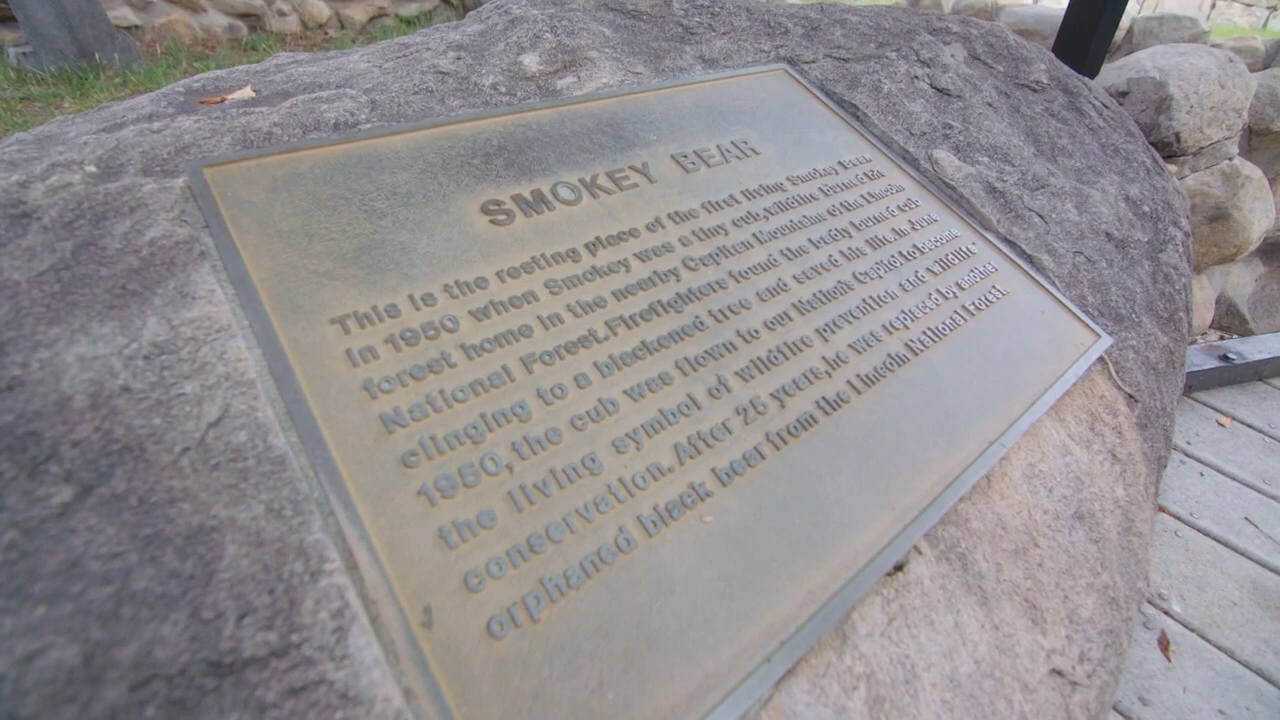 SMOKEY BEAR
This is the resting place of the first living Smokey Bear.
In 1950 when Smokey was a tiny cub, wildfire burned his
forest home in the nearby Capitan Mountains of the Lincoln
National Forest. Firefighters found the badly burned cub
clinging to a blackened tree and saved his life. In June
1950, the cub was flown to our Nation's Capitol to become
the living symbol of wildfire prevention and wildlife
conservation. After 25 years, he was replaced by another
orphaned black bear from the Lincoln National Forest.